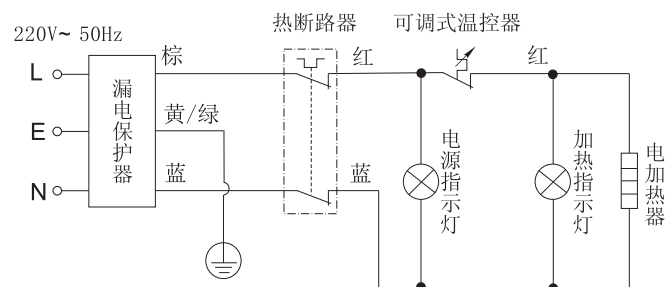 热断路器
可调式温控器
220V~ 50Hz
棕
红
红
L
漏电保护器
黄/绿
E
电源指示灯
加热指示灯
电加热器
蓝
蓝
N